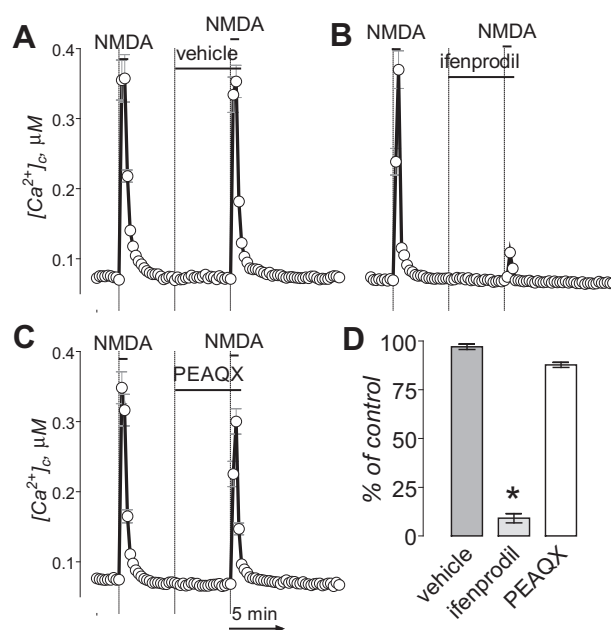 A
NMDA
NMDA
vehicle
0.4
0.3
0.2
0.1
[Ca2+]c, μM
B
NMDA
NMDA
ifenprodil
C
NMDA
NMDA
PEAQX
0.4
0.3
0.2
0.1
[Ca2+]c, μM
5 min
D
100
75
50
25
0
% of control
*
vehicle
ifenprodil
PEAQX